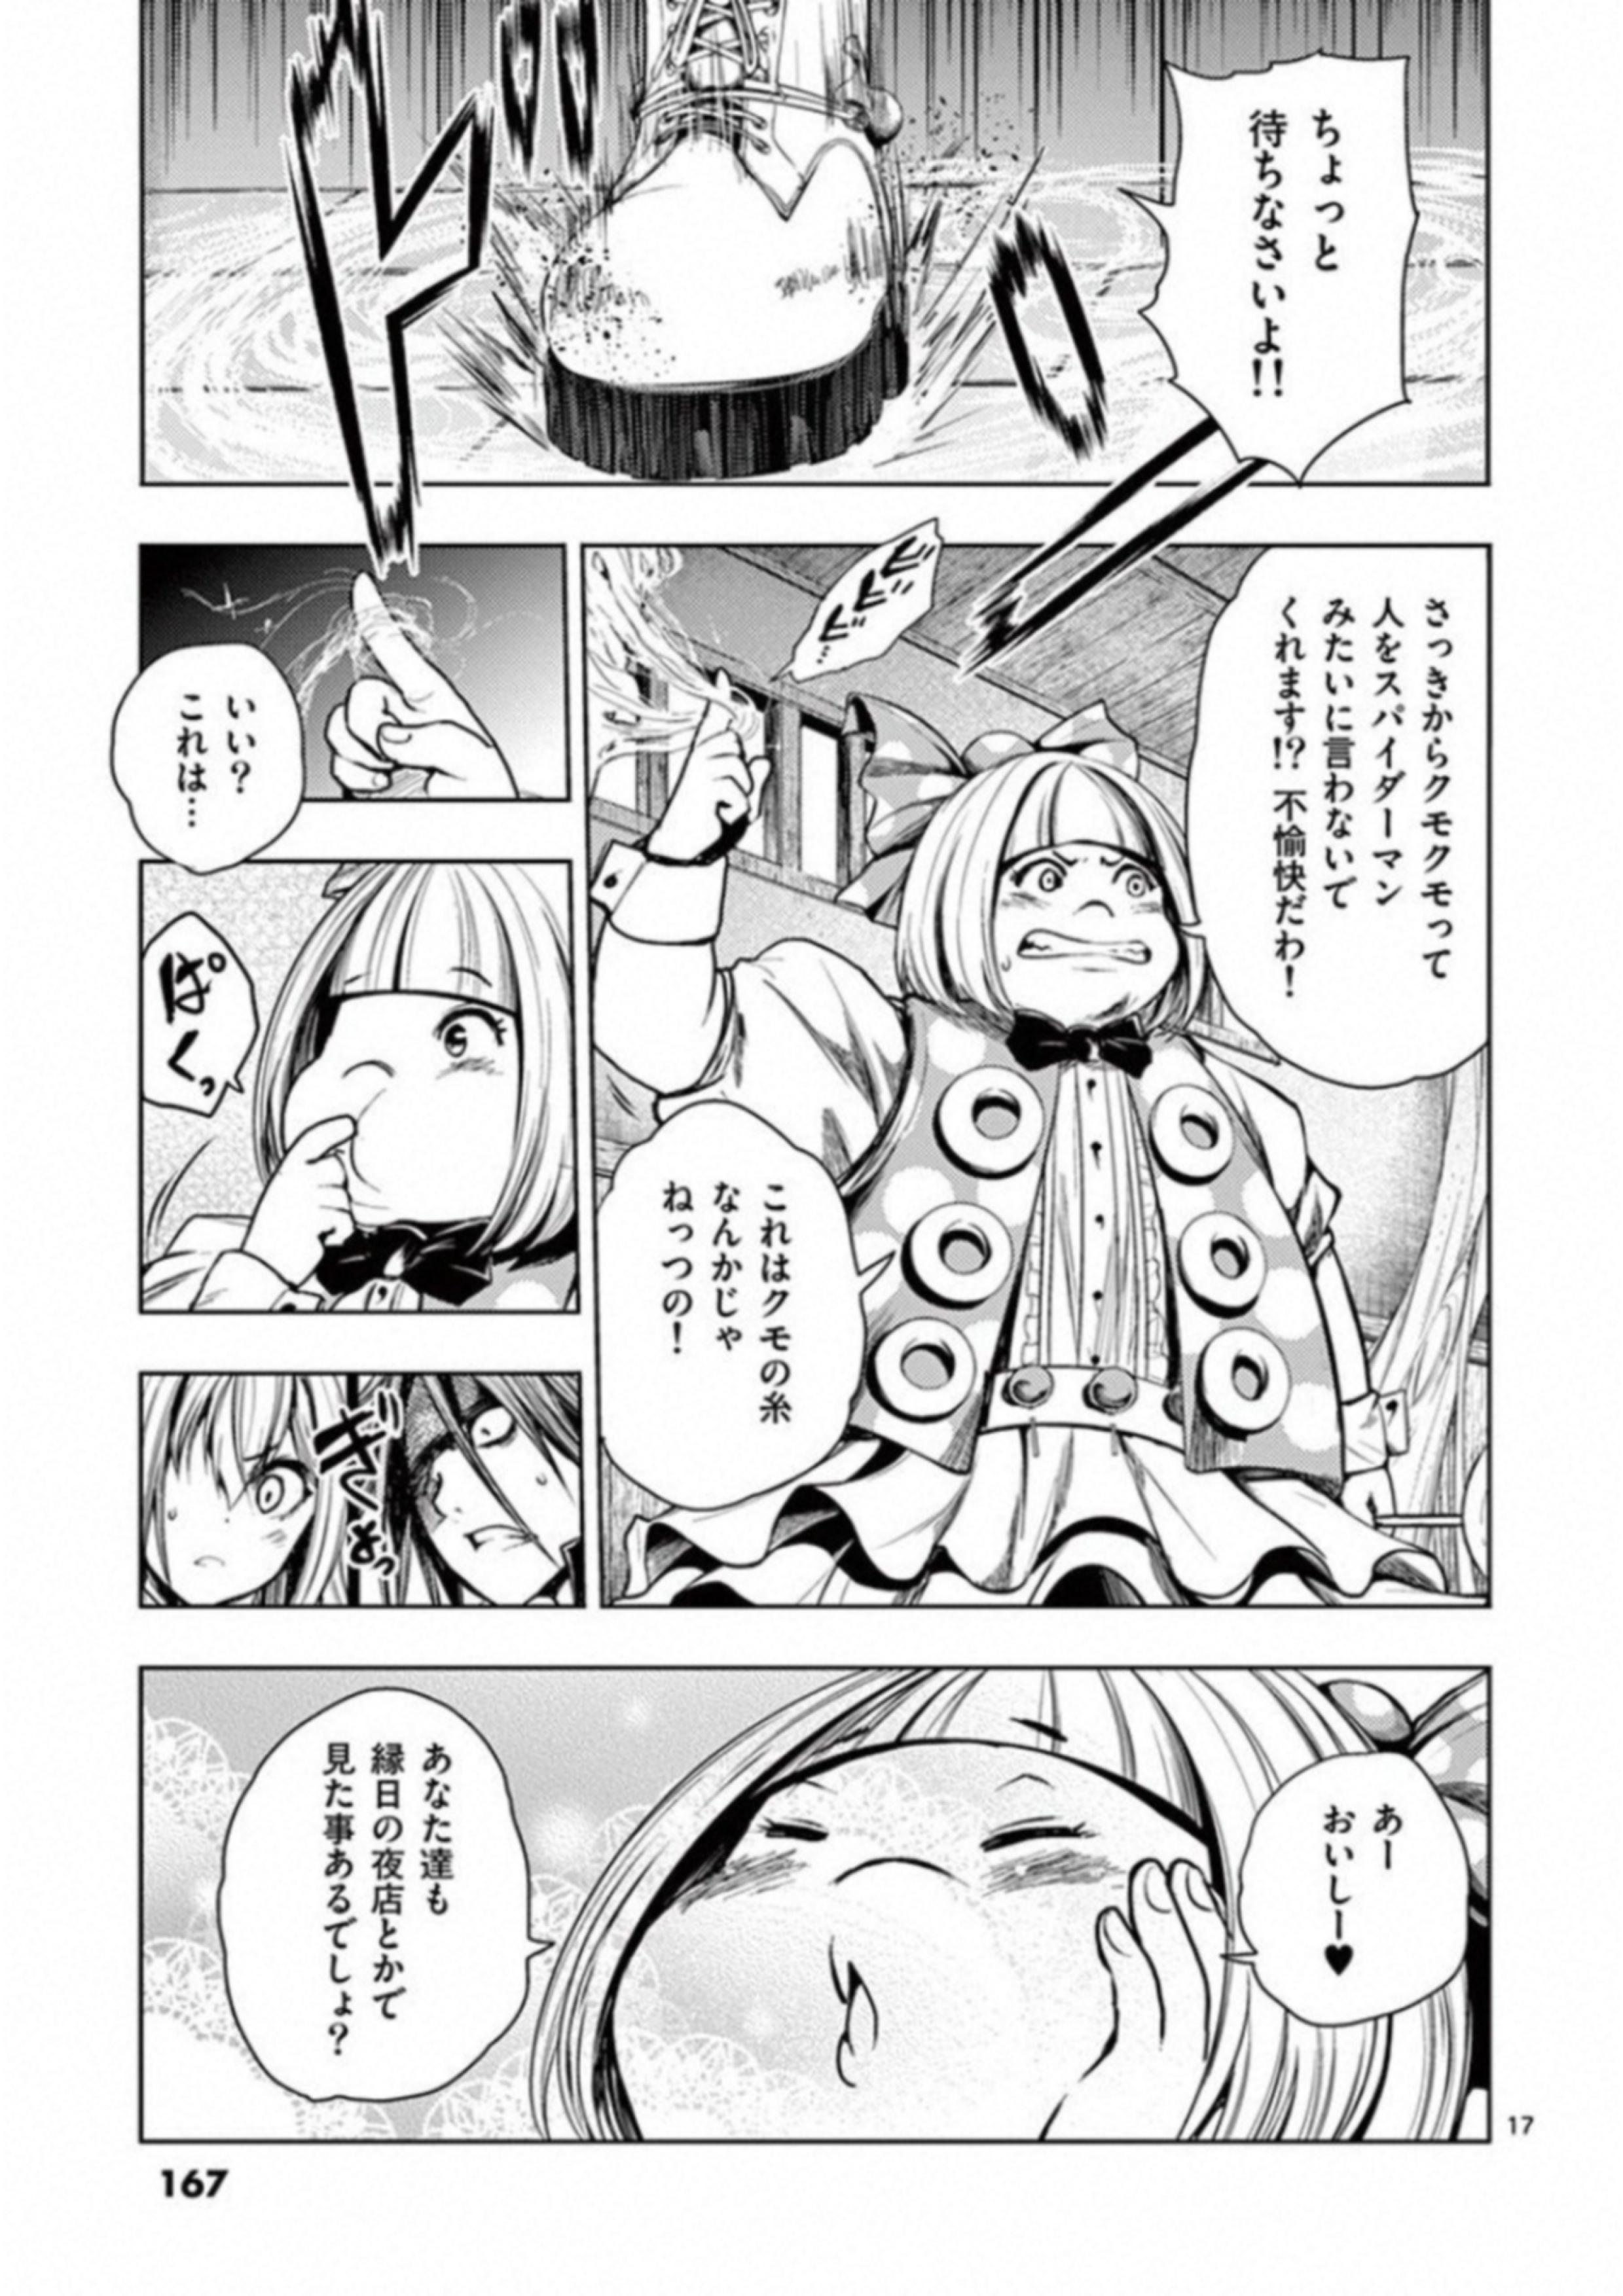 ちょっと
待ちなさいよ!!
ドォン
さっきからクモクモって
人をスパイダーマン
みたいに言わないで
くれます!?不愉快だわ!
ビビビ…
これはクモの糸
なんかじゃ
ねっつの!
いい?
これは…
ぱくっ
ギょっ
あー
おいしー♥
あなた達も
縁日の夜店とかで
見た事あるでしょ?
17
167